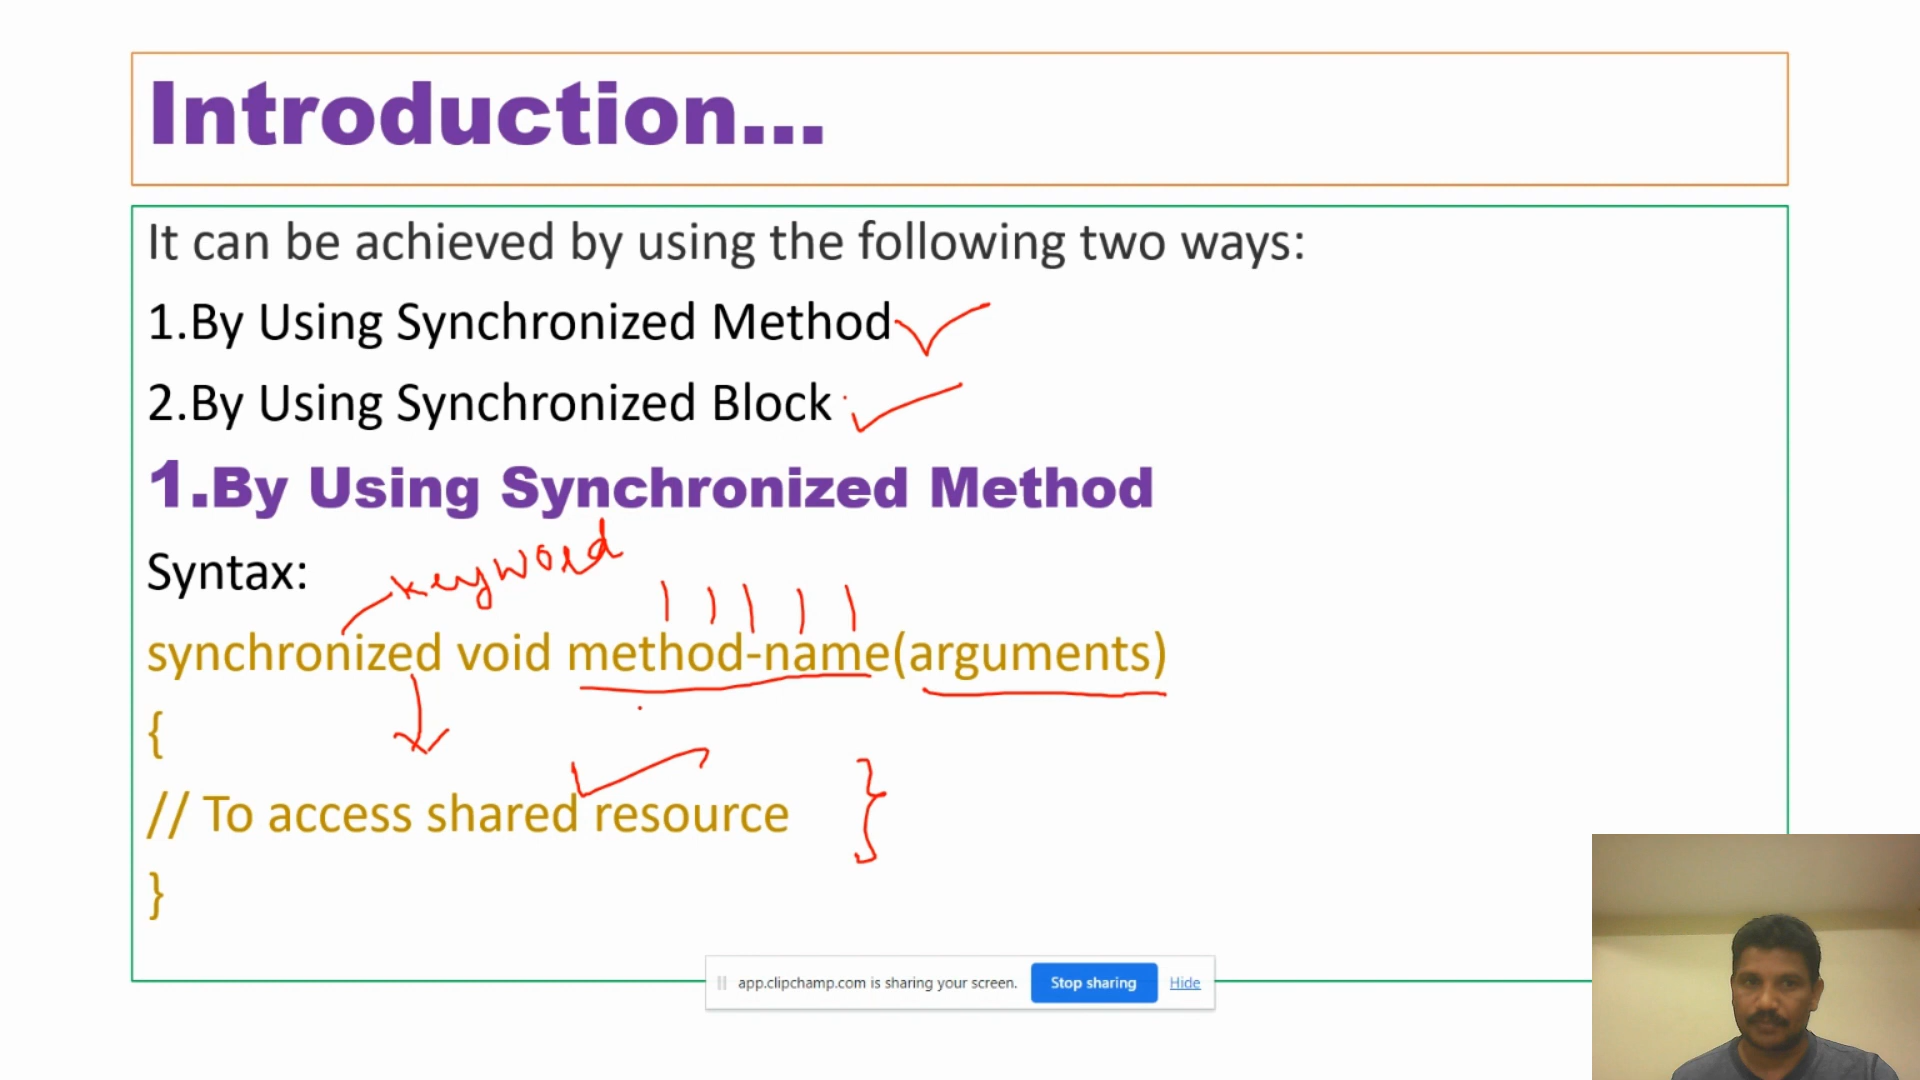 Introduction...
It can be achieved by using the following two ways:
1.By Using Synchronized Method
2.By Using Synchronized Block
1.By Using Synchronized Method
keyword
Syntax:
synchronized void method-name(arguments)
{
// To access shared resource
}
app.clipchamp.com is sharing your screen. Stop sharing Hide